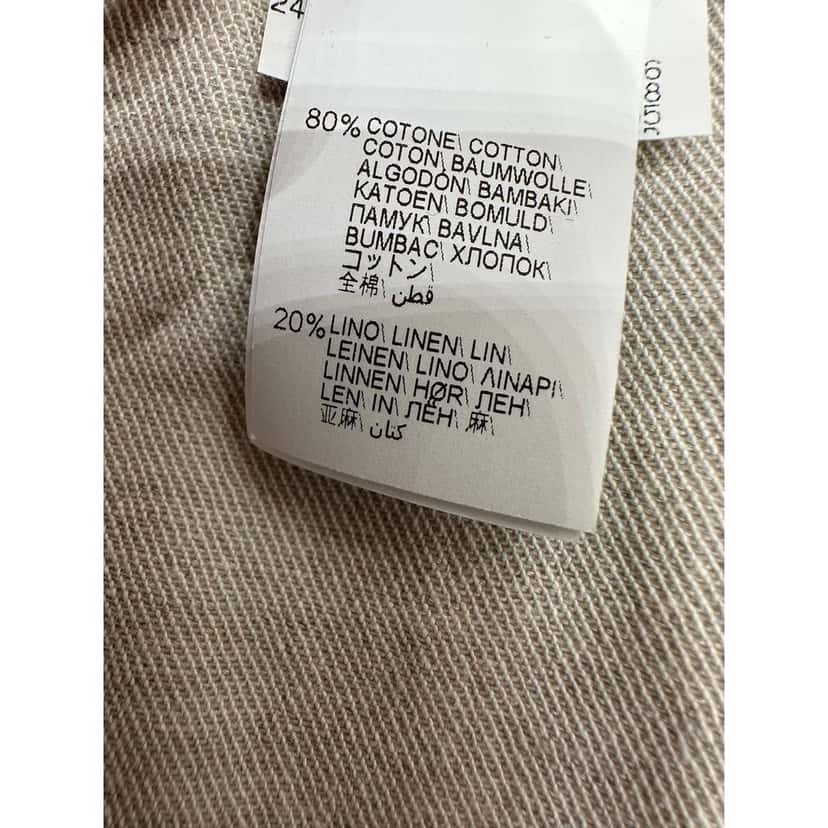 24
80% COTONE\ COTTON\
COTON\ BAUMWOLLE\
ALGODÓN\ BAMBAKI\
KATOEN\ BOMULD\
ПАМУК\ BAVLNA\
BUMBAC\ ХЛОПОК\
コットン\
全棉\ قطن\
20% LINO\ LINEN\ LIN\
LEINEN\ LINO\ ΛΙΝΑΡΙ\
LINNEN\ HØR\ ЛЕН\
LEN\ IN\ ЛЁН\ 麻\
亚麻\ كتان\